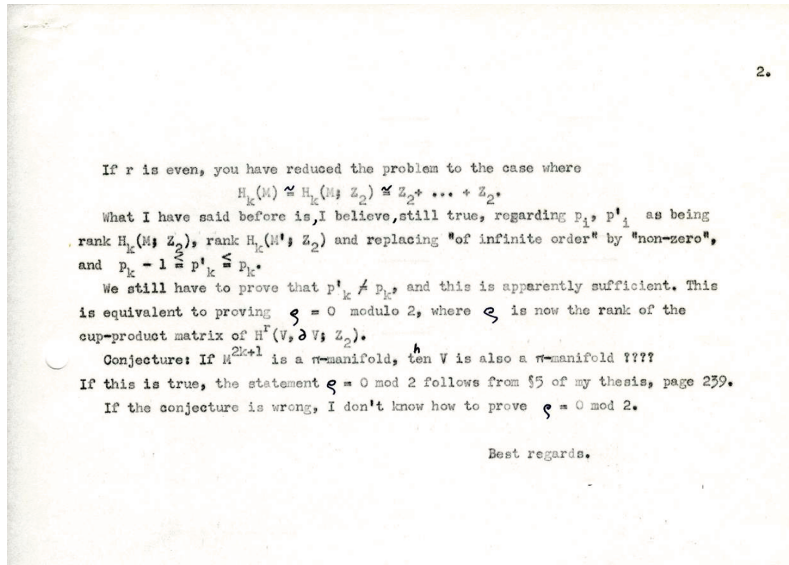 2.
If r is even, you have reduced the problem to the case where
H_k(M) ≅ H_k(M; Z_2) ≅ Z_2+ ... + Z_2.
What I have said before is,I believe,still true, regarding p_i, p'_i as being
rank H_k(M; Z_2), rank H_k(M'; Z_2) and replacing "of infinite order" by "non-zero",
and p_k - 1 ≦ p'_k ≦ p_k.
We still have to prove that p'_k ≠ p_k, and this is apparently sufficient. This
is equivalent to proving ϱ = 0 modulo 2, where ϱ is now the rank of the
cup-product matrix of H^r(V,∂V; Z_2).
Conjecture: If M^{2k+1} is a π-manifold, then V is also a π-manifold ????
If this is true, the statement ϱ = 0 mod 2 follows from §5 of my thesis, page 239.
If the conjecture is wrong, I don't know how to prove ϱ = 0 mod 2.
Best regards.